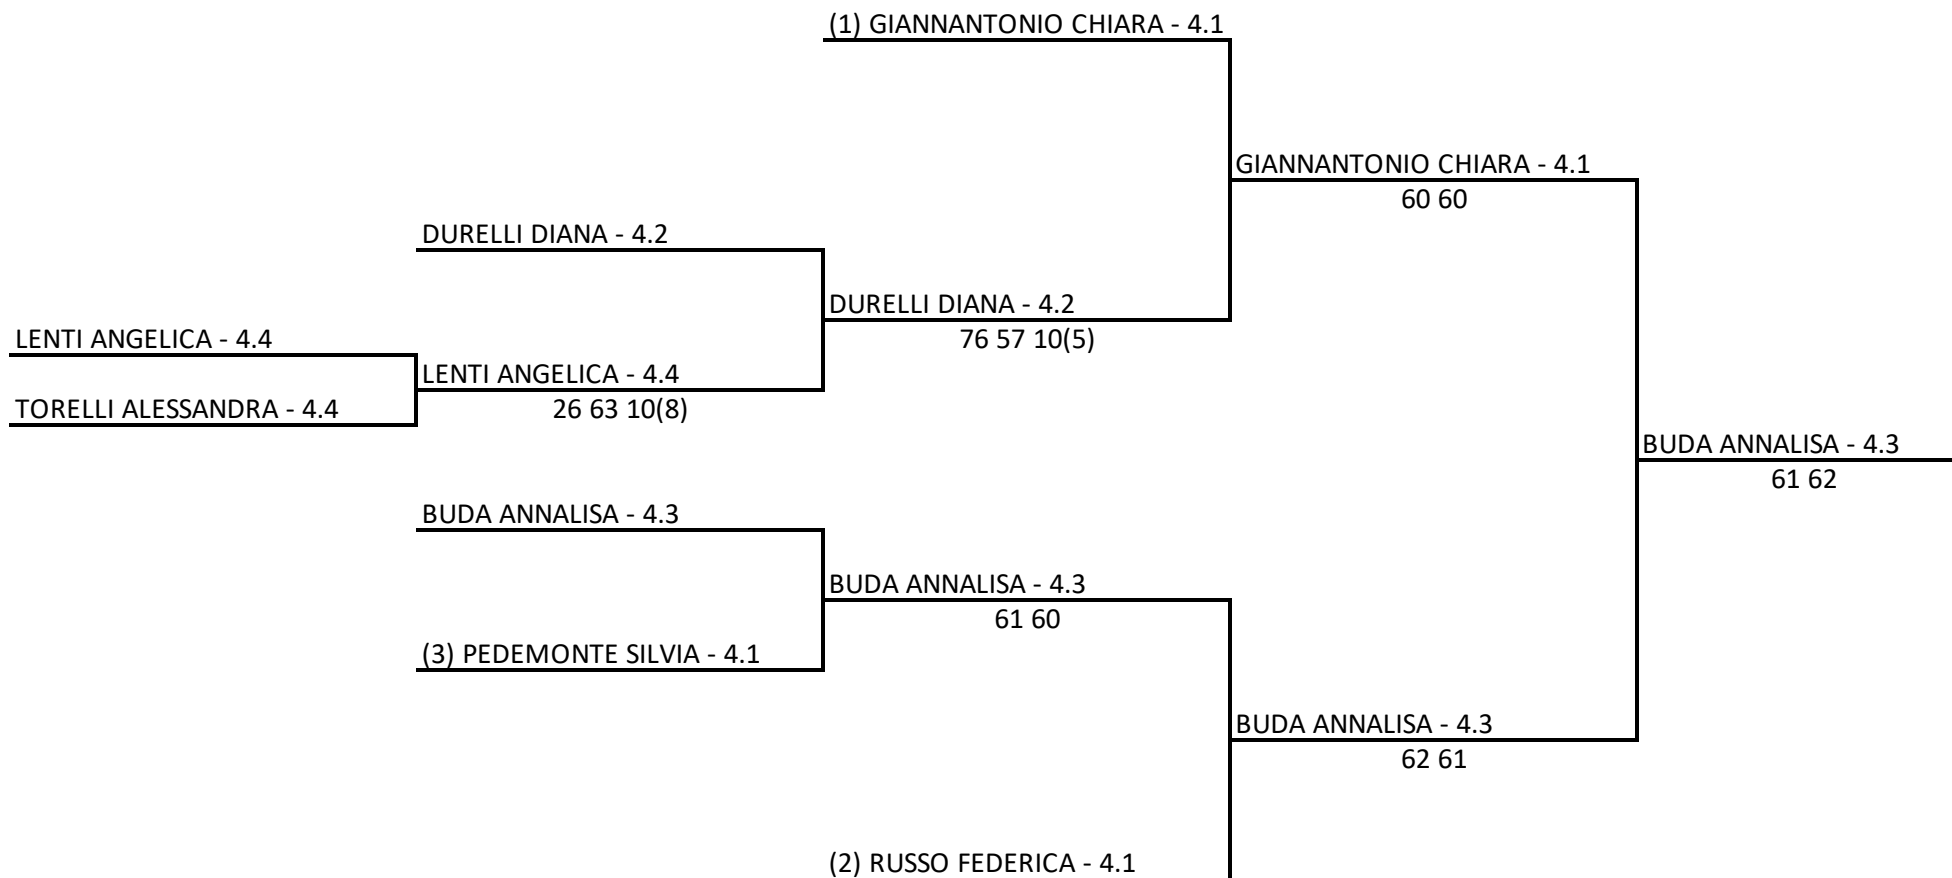 (1) GIANNANTONIO CHIARA - 4.1
GIANNANTONIO CHIARA - 4.1
60 60
DURELLI DIANA - 4.2
DURELLI DIANA - 4.2
76 57 10(5)
LENTI ANGELICA - 4.4
LENTI ANGELICA - 4.4
26 63 10(8)
TORELLI ALESSANDRA - 4.4
BUDA ANNALISA - 4.3
61 62
BUDA ANNALISA - 4.3
BUDA ANNALISA - 4.3
61 60
(3) PEDEMONTE SILVIA - 4.1
BUDA ANNALISA - 4.3
62 61
(2) RUSSO FEDERICA - 4.1